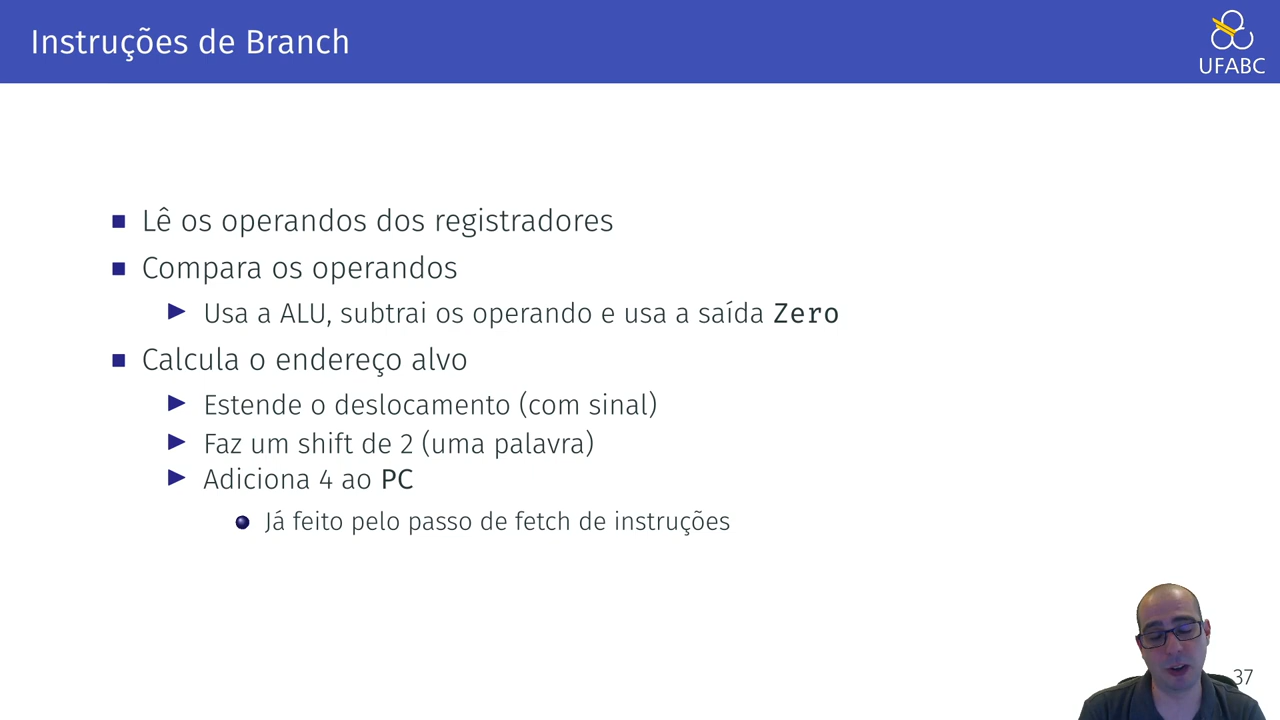 Instruções de Branch
UFABC
Lê os operandos dos registradores
Compara os operandos
Usa a ALU, subtrai os operando e usa a saída Zero
Calcula o endereço alvo
Estende o deslocamento (com sinal)
Faz um shift de 2 (uma palavra)
Adiciona 4 ao PC
Já feito pelo passo de fetch de instruções
37